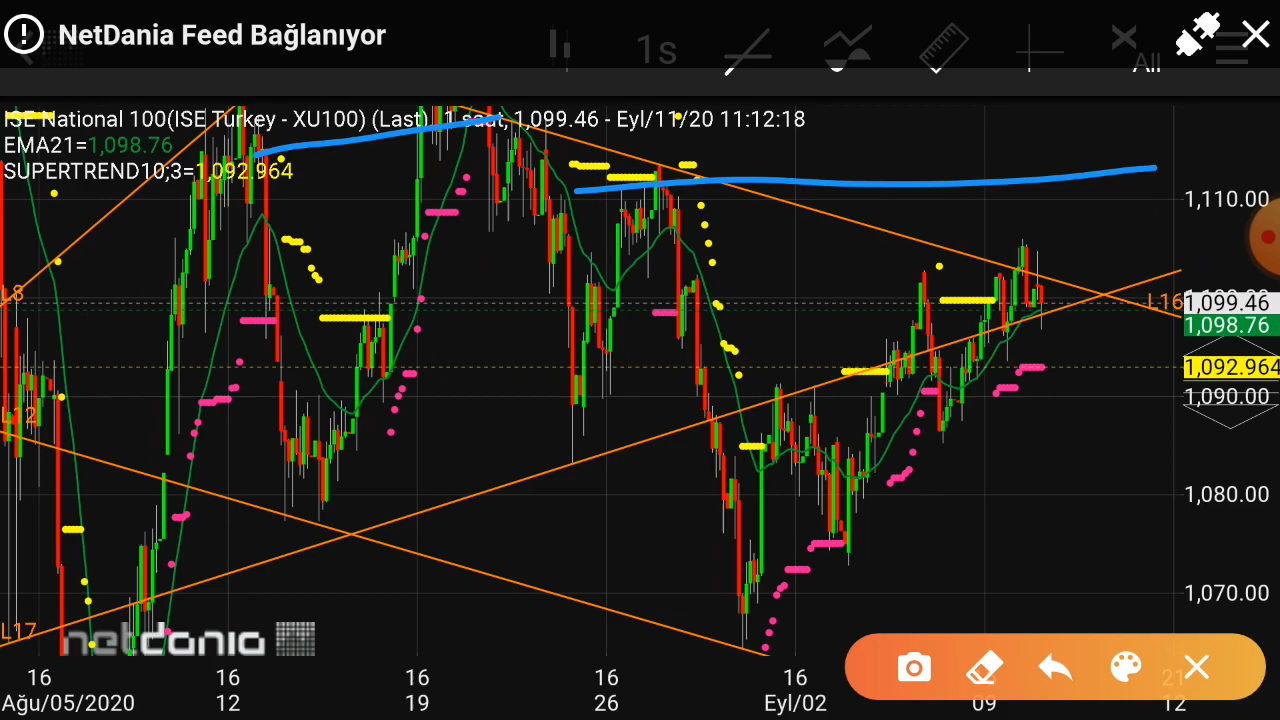 NetDania Feed Bağlanıyor
1s
All
ISE National 100(ISE Turkey - XU100) (Last), 1 saat, 1,099.46 - Eyl/11/20 11:12:18
EMA21=1,098.76
SUPERTREND10;3=1,092.964
1,110.00
L8
L16
1,099.46
1,098.76
1,092.964
1,090.00
L12
1,080.00
1,070.00
L17
netdania
16 16 16 16 16 21
Ağu/05/2020 12 19 26 Eyl/02 09 12